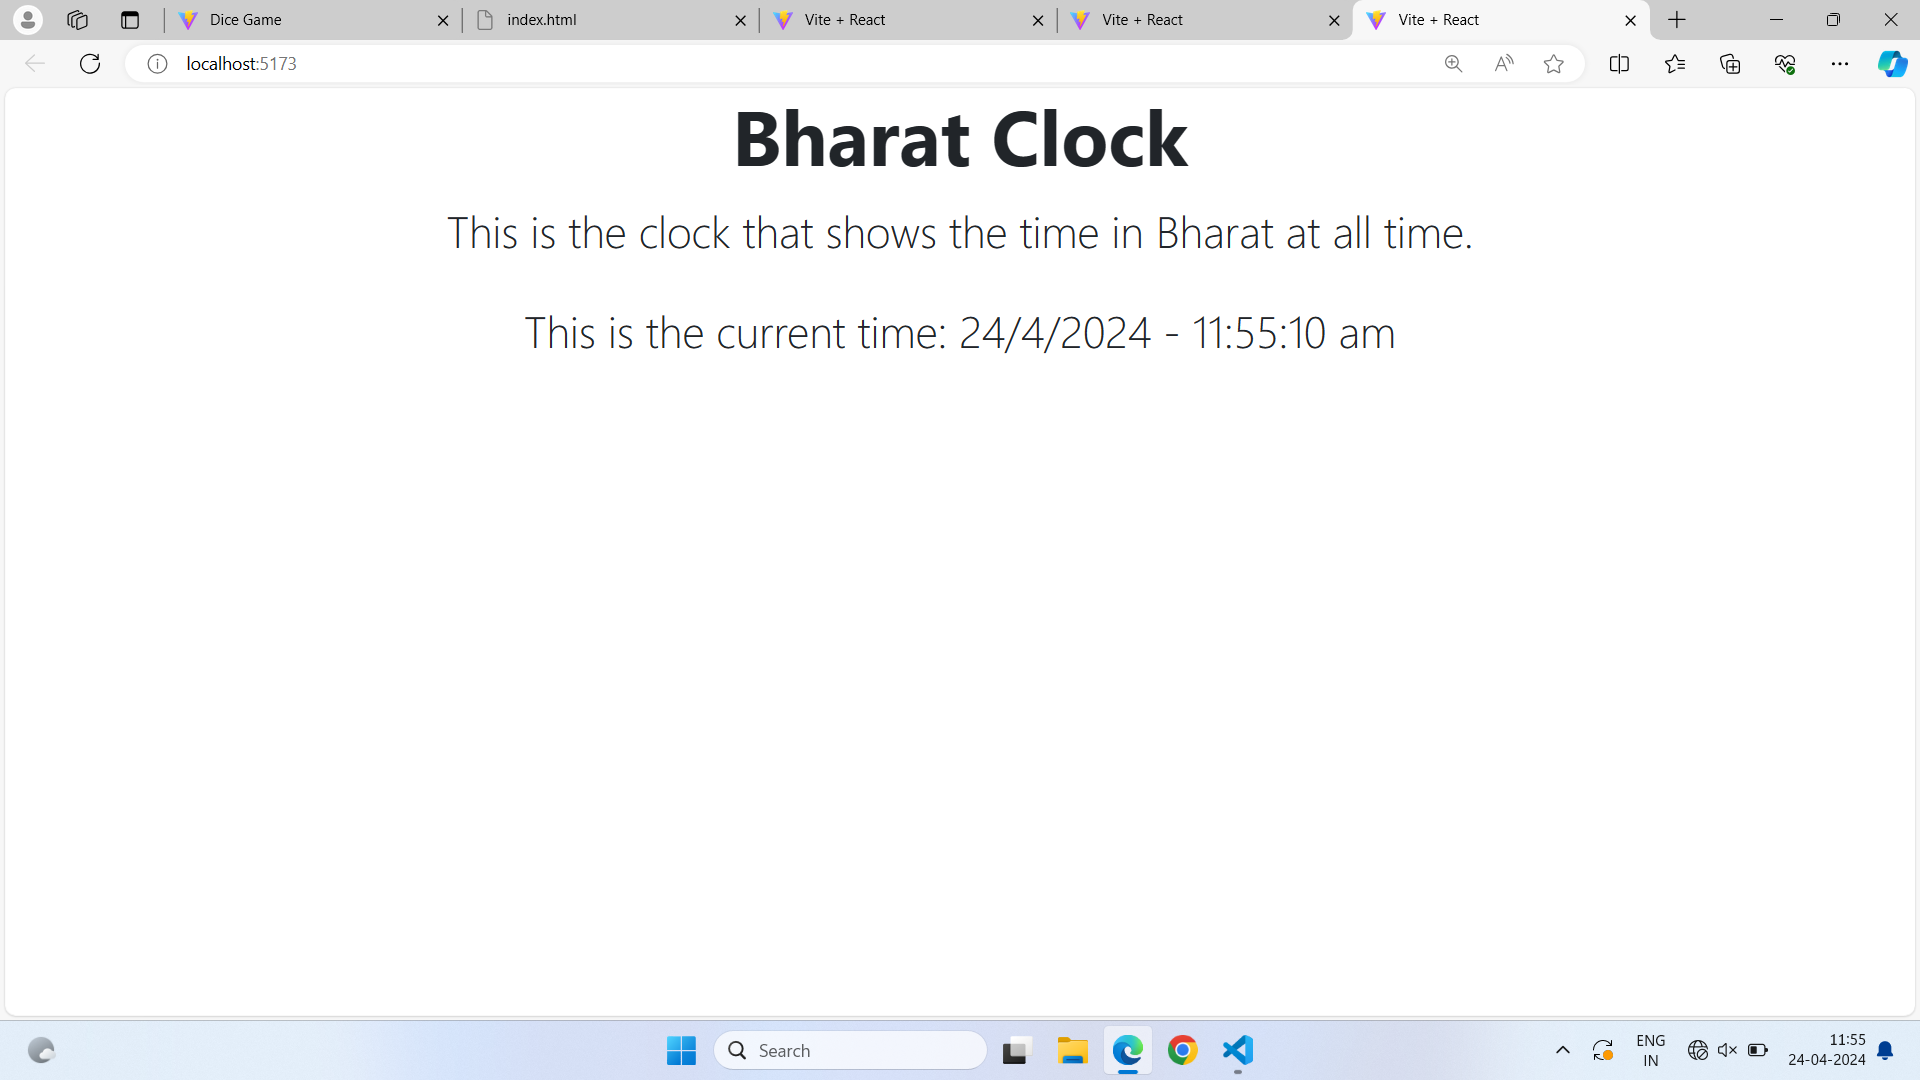 Dice Game
index.html
Vite + React
Vite + React
Vite + React
localhost:5173
Bharat Clock
This is the clock that shows the time in Bharat at all time.
This is the current time: 24/4/2024 - 11:55:10 am
Search
ENG
IN
11:55
24-04-2024